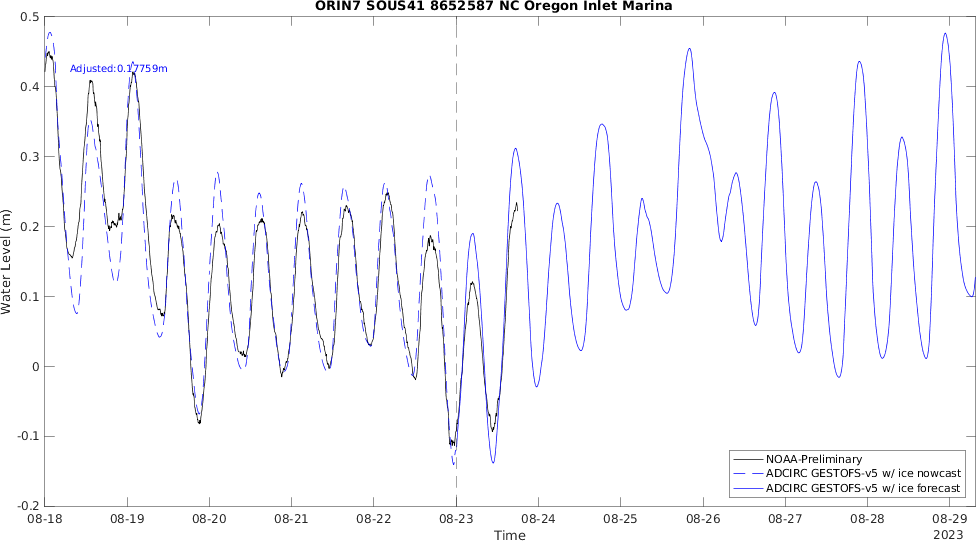 ORIN7 SOUS41 8652587 NC Oregon Inlet Marina
0.5
Adjusted:0.17759m
0.4
0.3
0.2
0.1
0
-0.1
-0.2
Water Level (m)
NOAA-Preliminary
ADCIRC GESTOFS-v5 w/ ice nowcast
ADCIRC GESTOFS-v5 w/ ice forecast
08-18 08-19 08-20 08-21 08-22 08-23 08-24 08-25 08-26 08-27 08-28 08-29
Time
2023